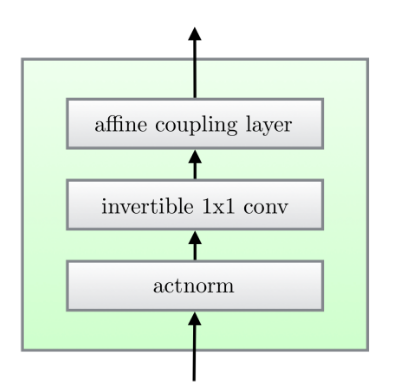 affine coupling layer
invertible 1x1 conv
actnorm